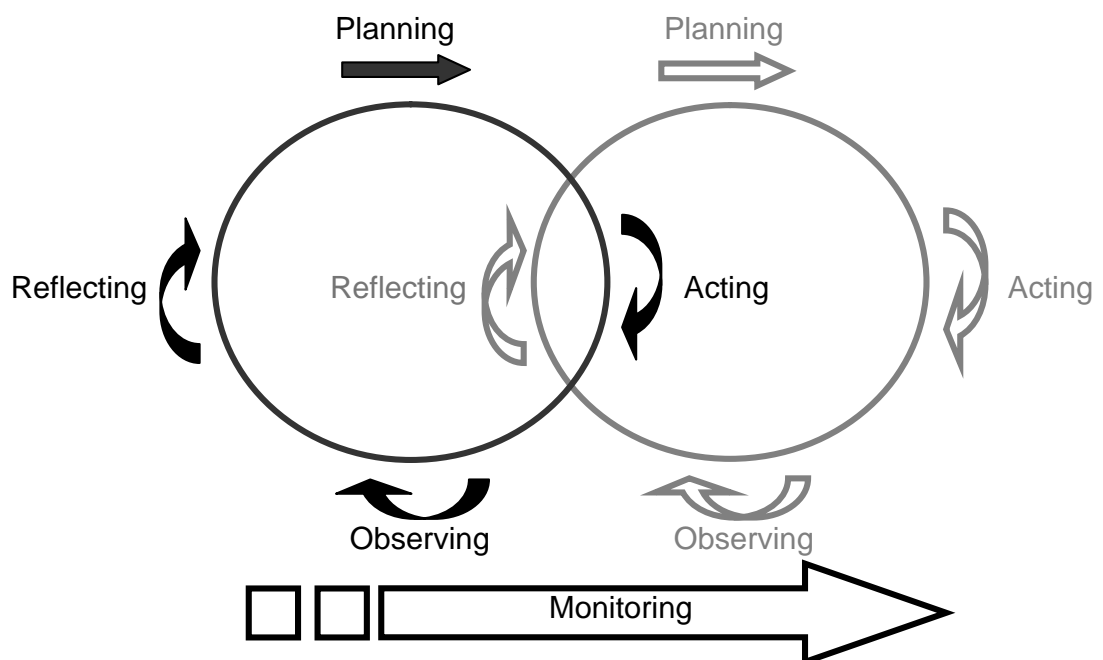 Planning
Planning
Reflecting
Reflecting
Acting
Acting
Observing
Observing
Monitoring